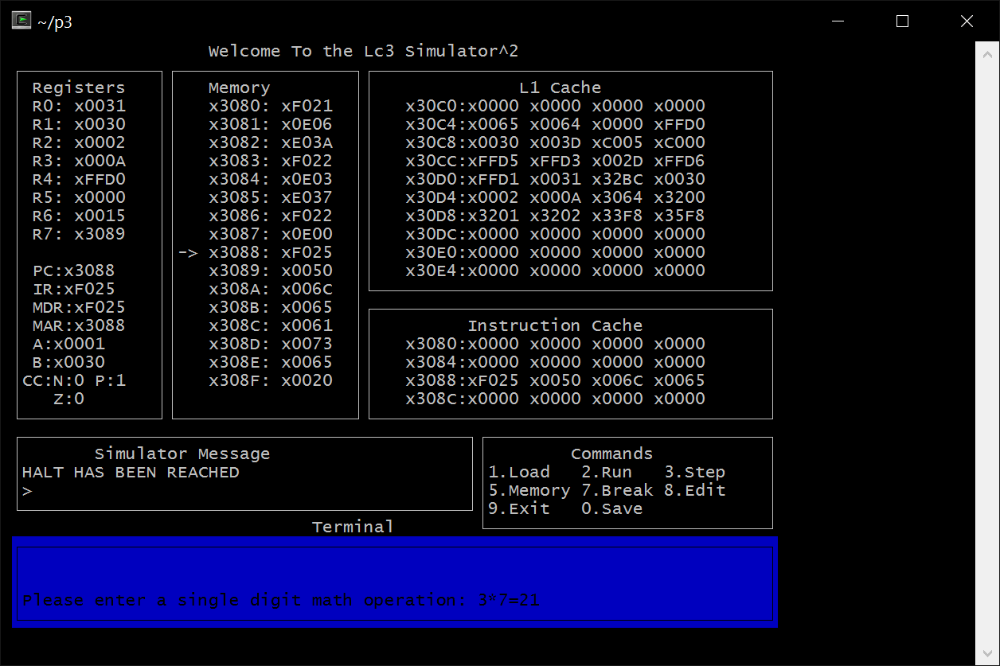 ~/p3
Welcome To the Lc3 Simulator^2
Registers
R0: x0031
R1: x0030
R2: x0002
R3: x000A
R4: xFFD0
R5: x0000
R6: x0015
R7: x3089
PC:x3088
IR:xF025
MDR:xF025
MAR:x3088
A:x0001
B:x0030
CC:N:0 P:1
Z:0
Memory
x3080: xF021
x3081: x0E06
x3082: xE03A
x3083: xF022
x3084: x0E03
x3085: xE037
x3086: xF022
x3087: x0E00
-> x3088: xF025
x3089: x0050
x308A: x006C
x308B: x0065
x308C: x0061
x308D: x0073
x308E: x0065
x308F: x0020
L1 Cache
x30C0:x0000 x0000 x0000 x0000
x30C4:x0065 x0064 x0000 xFFD0
x30C8:x0030 x003D xC005 xC000
x30CC:xFFD5 xFFD3 x002D xFFD6
x30D0:xFFD1 x0031 x32BC x0030
x30D4:x0002 x000A x3064 x3200
x30D8:x3201 x3202 x33F8 x35F8
x30DC:x0000 x0000 x0000 x0000
x30E0:x0000 x0000 x0000 x0000
x30E4:x0000 x0000 x0000 x0000
Instruction Cache
x3080:x0000 x0000 x0000 x0000
x3084:x0000 x0000 x0000 x0000
x3088:xF025 x0050 x006C x0065
x308C:x0000 x0000 x0000 x0000
Simulator Message
HALT HAS BEEN REACHED
>
Commands
1.Load 2.Run 3.Step
5.Memory 7.Break 8.Edit
9.Exit 0.Save
Terminal
Please enter a single digit math operation: 3*7=21